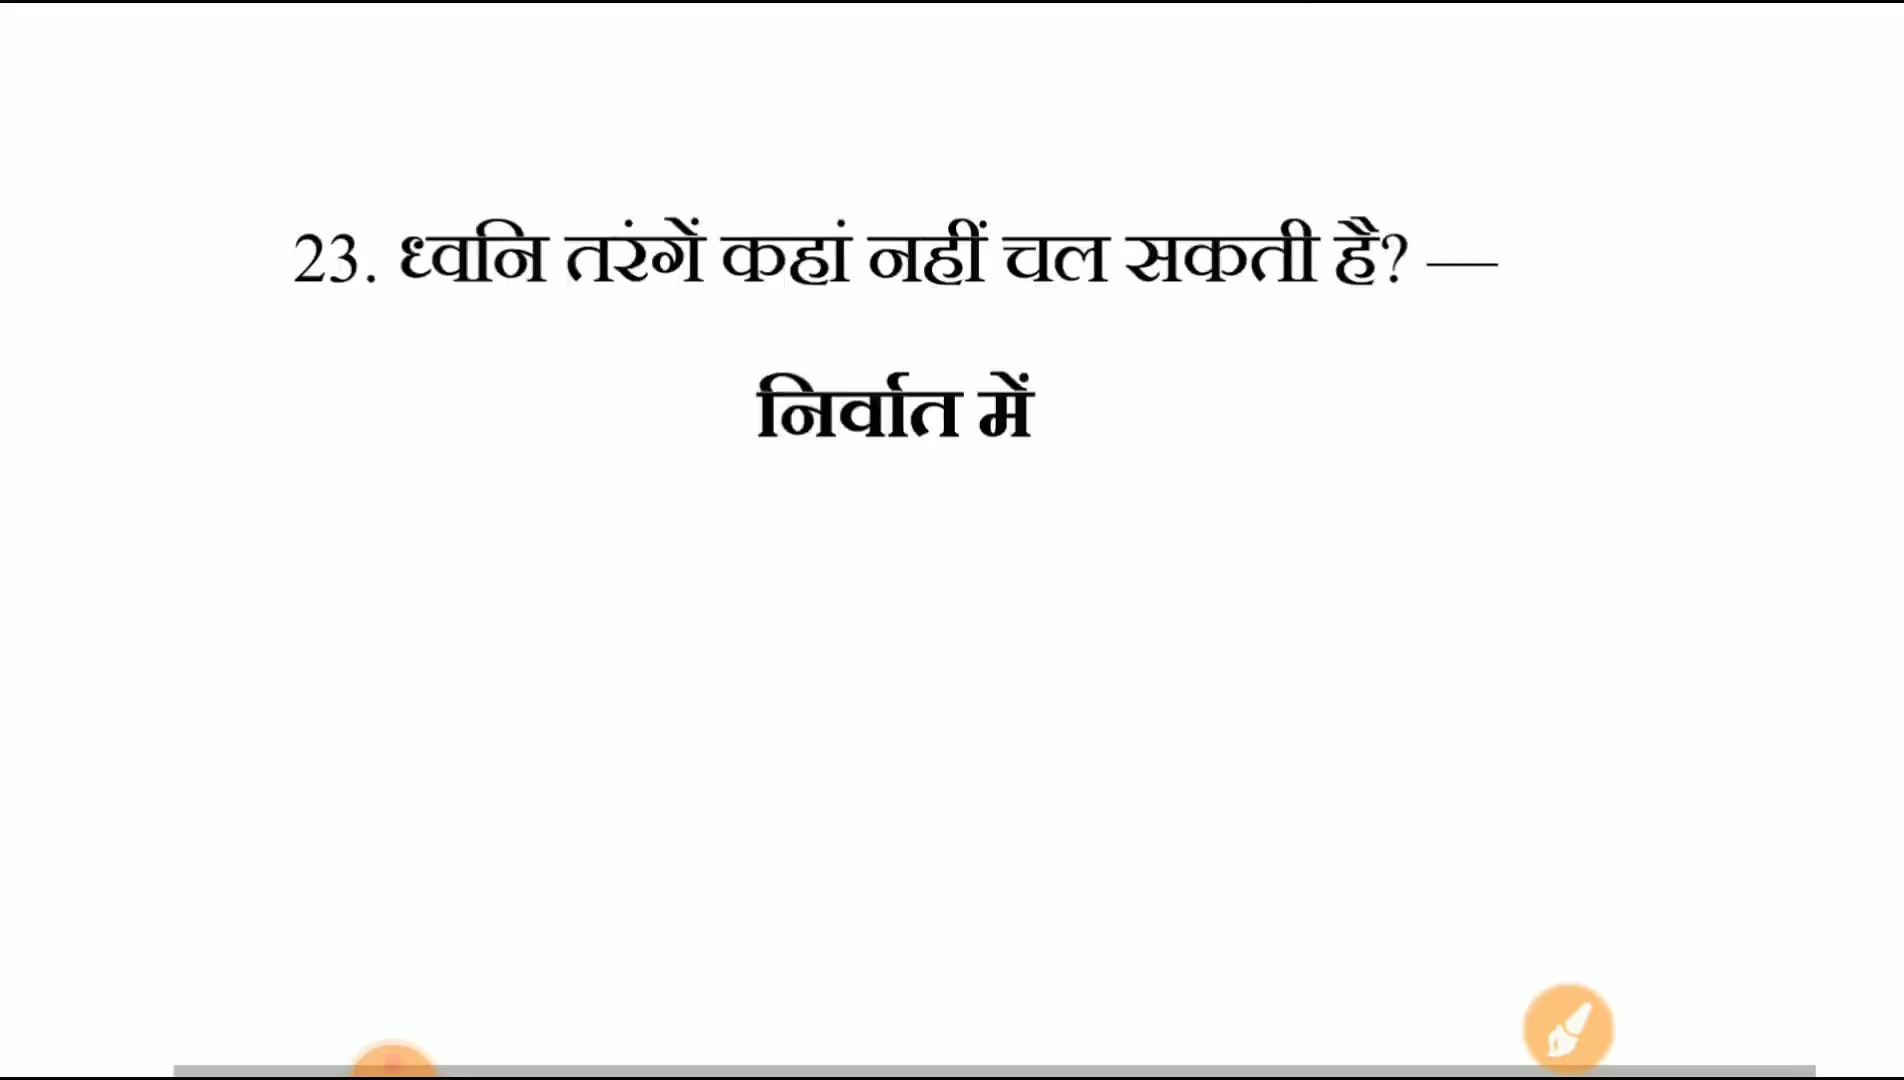 23. ध्वनि तरंगें कहां नहीं चल सकती है? —
निर्वात में